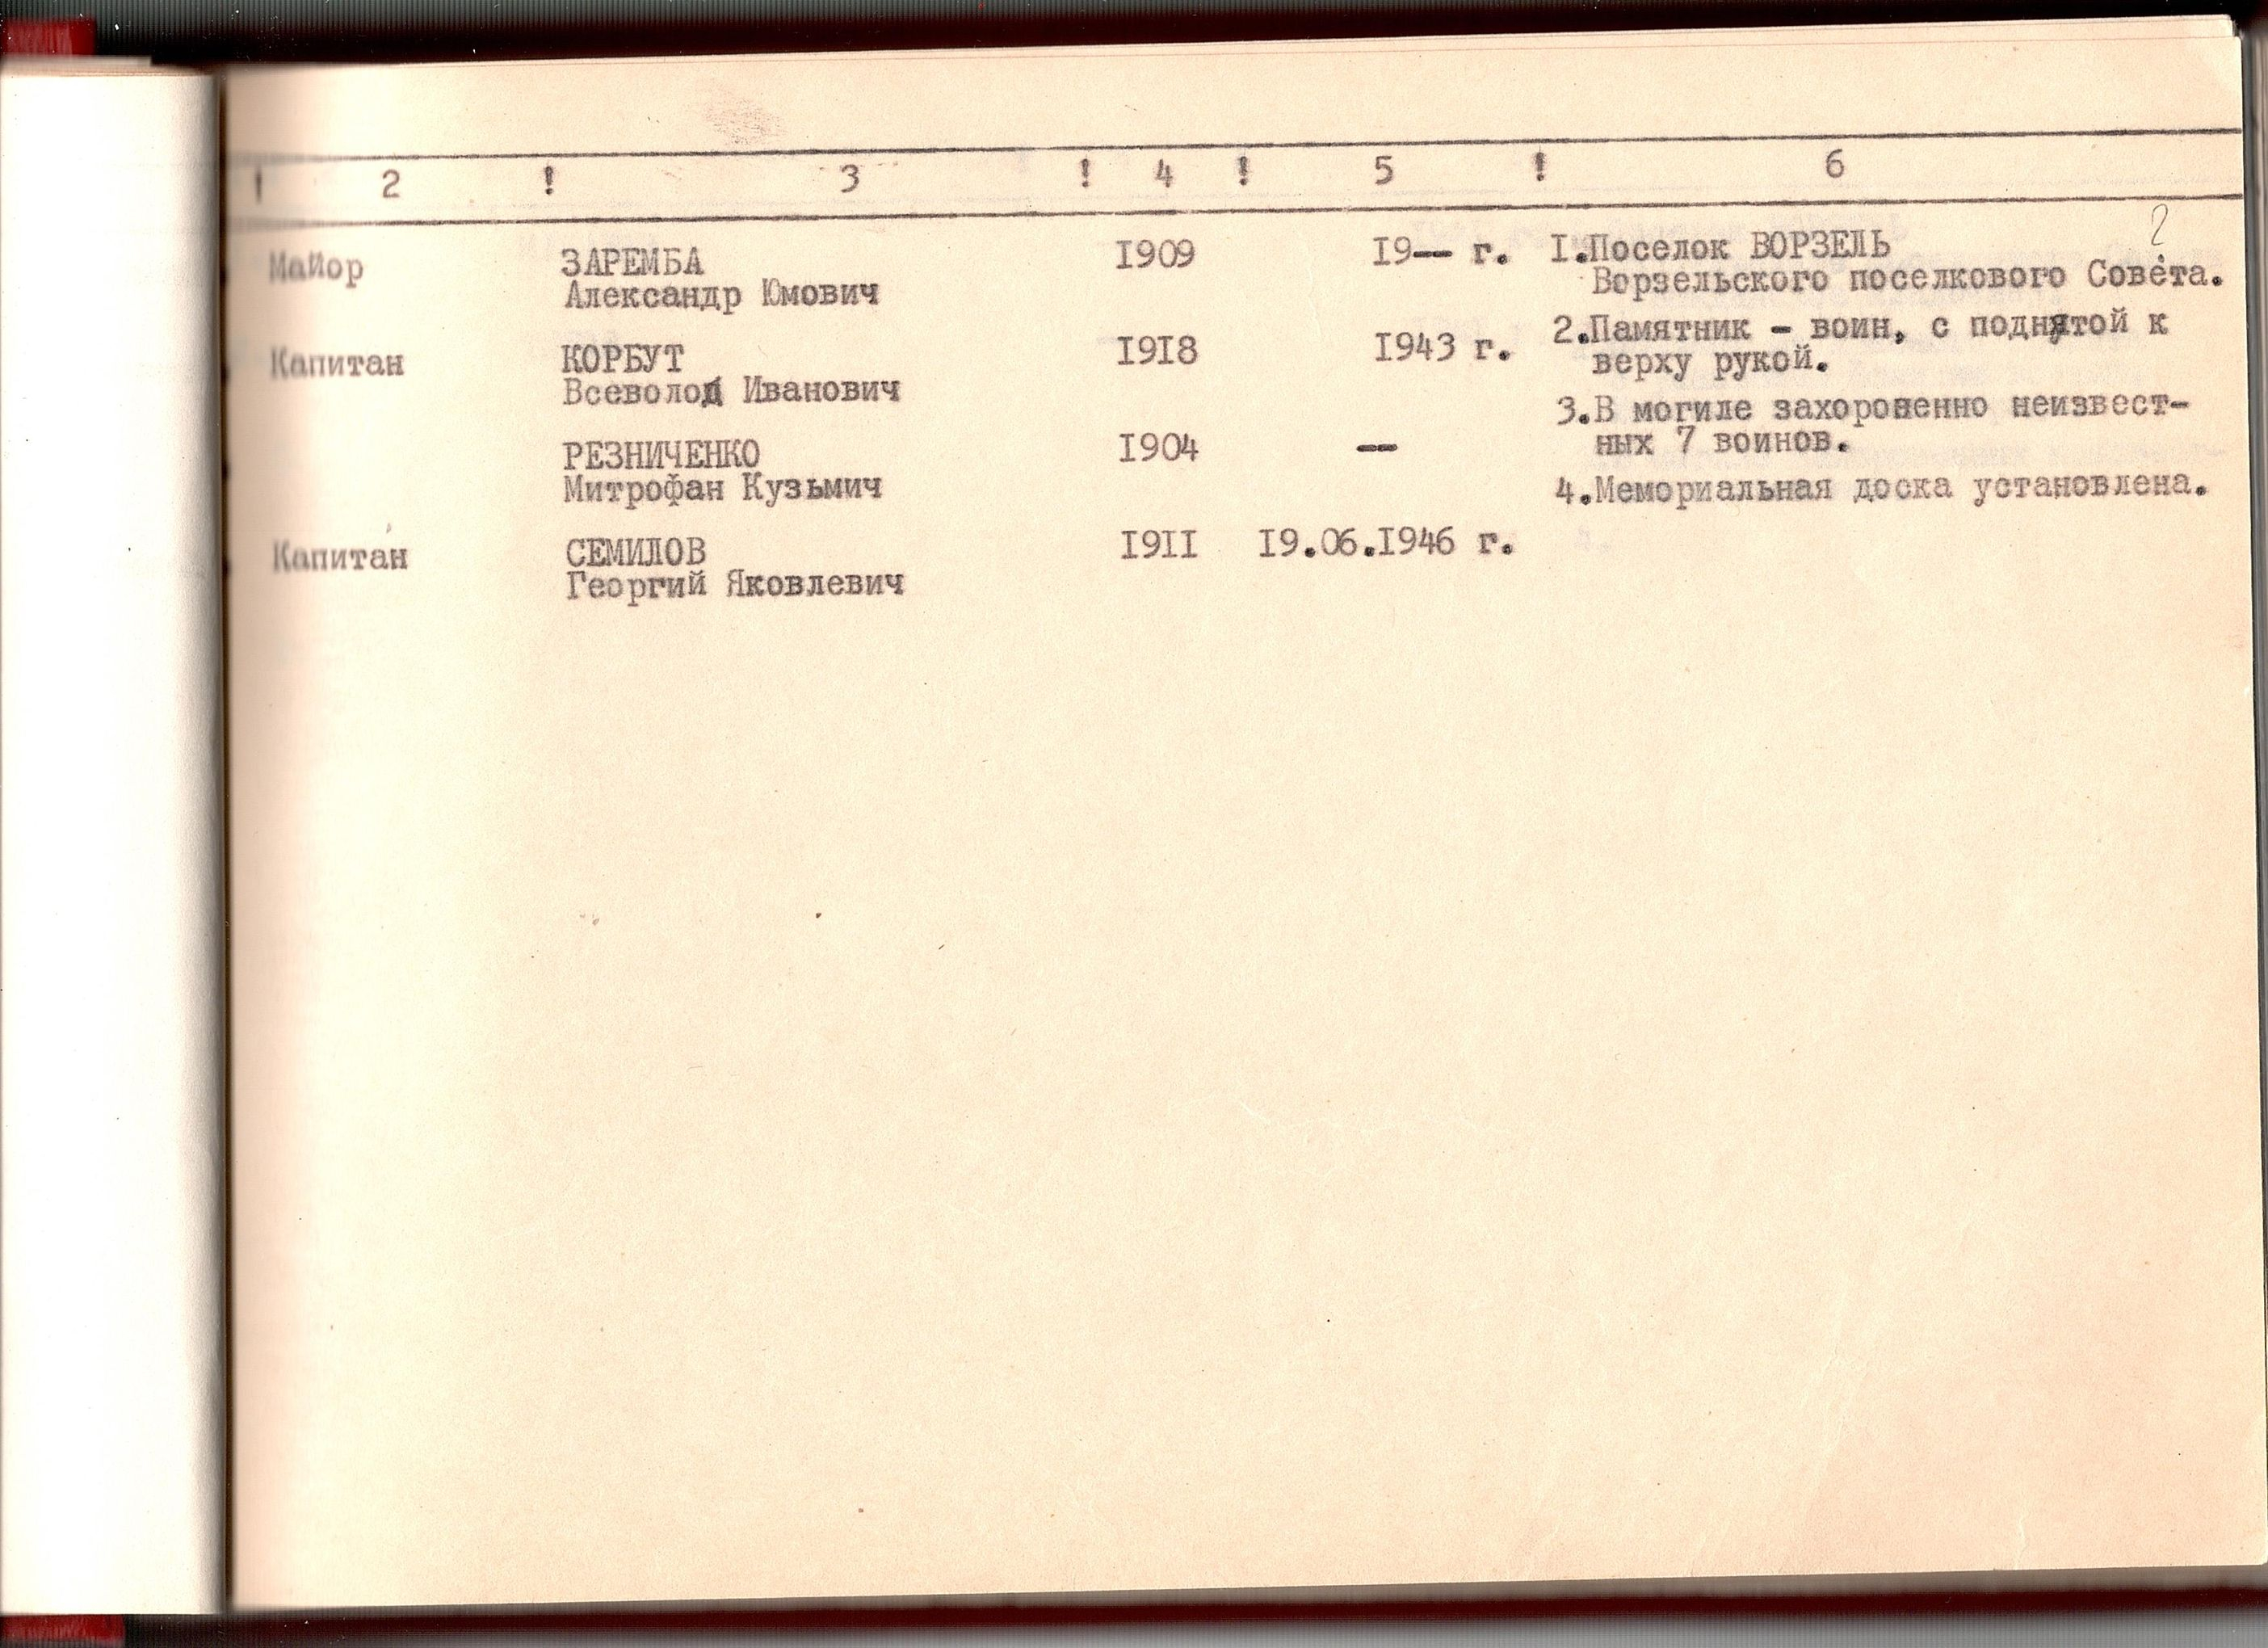 ! 2 ! 3 ! 4 ! 5 ! 6
?
Майор ЗАРЕМБА 1909 19-- г. 1.Поселок ВОРЗЕЛЬ
Александр Юмович Ворзельского поселкового Совета.
2.Памятник - воин, с поднятой к
Капитан КОРБУТ 1918 1943 г. верху рукой.
Всеволод Иванович 3.В могиле захороненно неизвест-
РЕЗНИЧЕНКО 1904 -- ных 7 воинов.
Митрофан Кузьмич 4.Мемориальная доска установлена.
Капитан СЕМИЛОВ 1911 19.06.1946 г.
Георгий Яковлевич